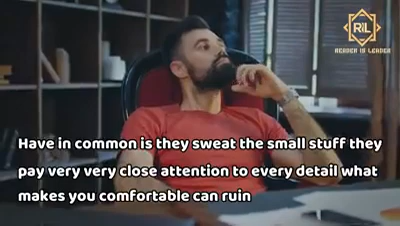 RIL
READER IS LEADER
Have in common is they sweat the small stuff they
pay very very close attention to every detail what
makes you comfortable can ruin